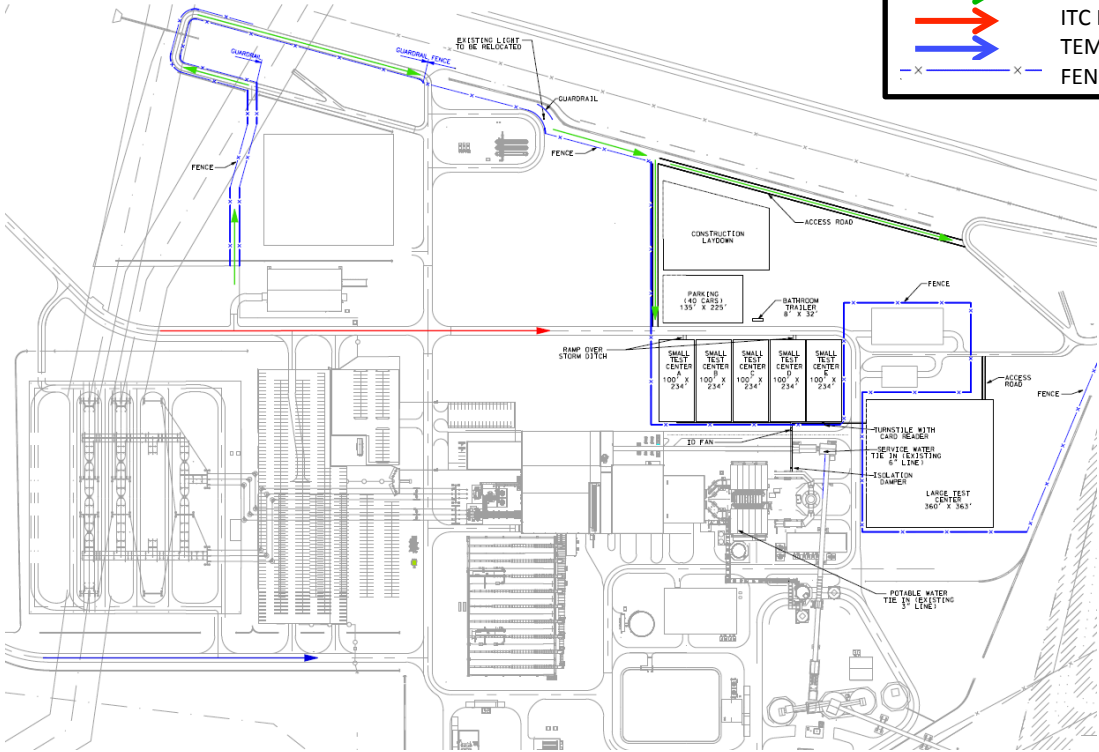 ITC
TEM
FEN
EXISTING LIGHT
TO BE RELOCATED
GUARDRAIL
GUARDRAIL FENCE
GUARDRAIL
FENCE
FENCE
ACCESS ROAD
CONSTRUCTION
LAYDOWN
FENCE
PARKING
(40 CARS)
135' X 225'
BATHROOM
TRAILER
8' X 32'
RAMP OVER
STORM DITCH
SMALL
TEST
CENTER
A
100' X
234'
SMALL
TEST
CENTER
B
100' X
234'
SMALL
TEST
CENTER
C
100' X
234'
SMALL
TEST
CENTER
D
100' X
234'
SMALL
TEST
CENTER
E
100' X
234'
ACCESS
ROAD
FENCE
TURNSTILE WITH
CARD READER
ID FAN
SERVICE WATER
TIE IN (EXISTING
6" LINE)
ISOLATION
DAMPER
LARGE TEST
CENTER
360' X 363'
POTABLE WATER
TIE IN (EXISTING
3" LINE)